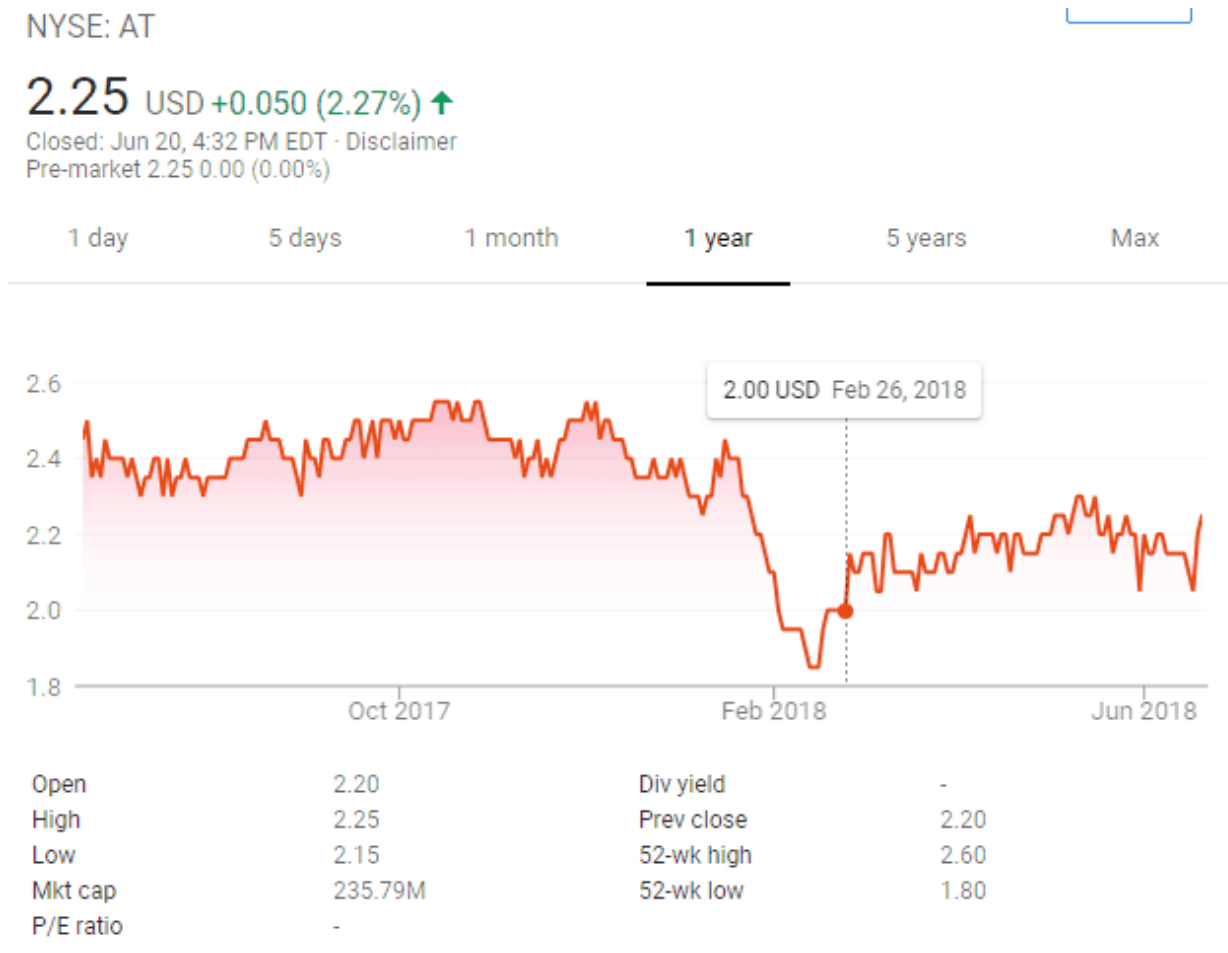 NYSE: AT
2.25 USD +0.050 (2.27%)
Closed: Jun 20, 4:32 PM EDT · Disclaimer
Pre-market 2.25 0.00 (0.00%)
1 day 5 days 1 month 1 year 5 years Max
2.00 USD Feb 26, 2018
2.6
2.4
2.2
2.0
1.8
Oct 2017 Feb 2018 Jun 2018
Open 2.20 Div yield -
High 2.25 Prev close 2.20
Low 2.15 52-wk high 2.60
Mkt cap 235.79M 52-wk low 1.80
P/E ratio -